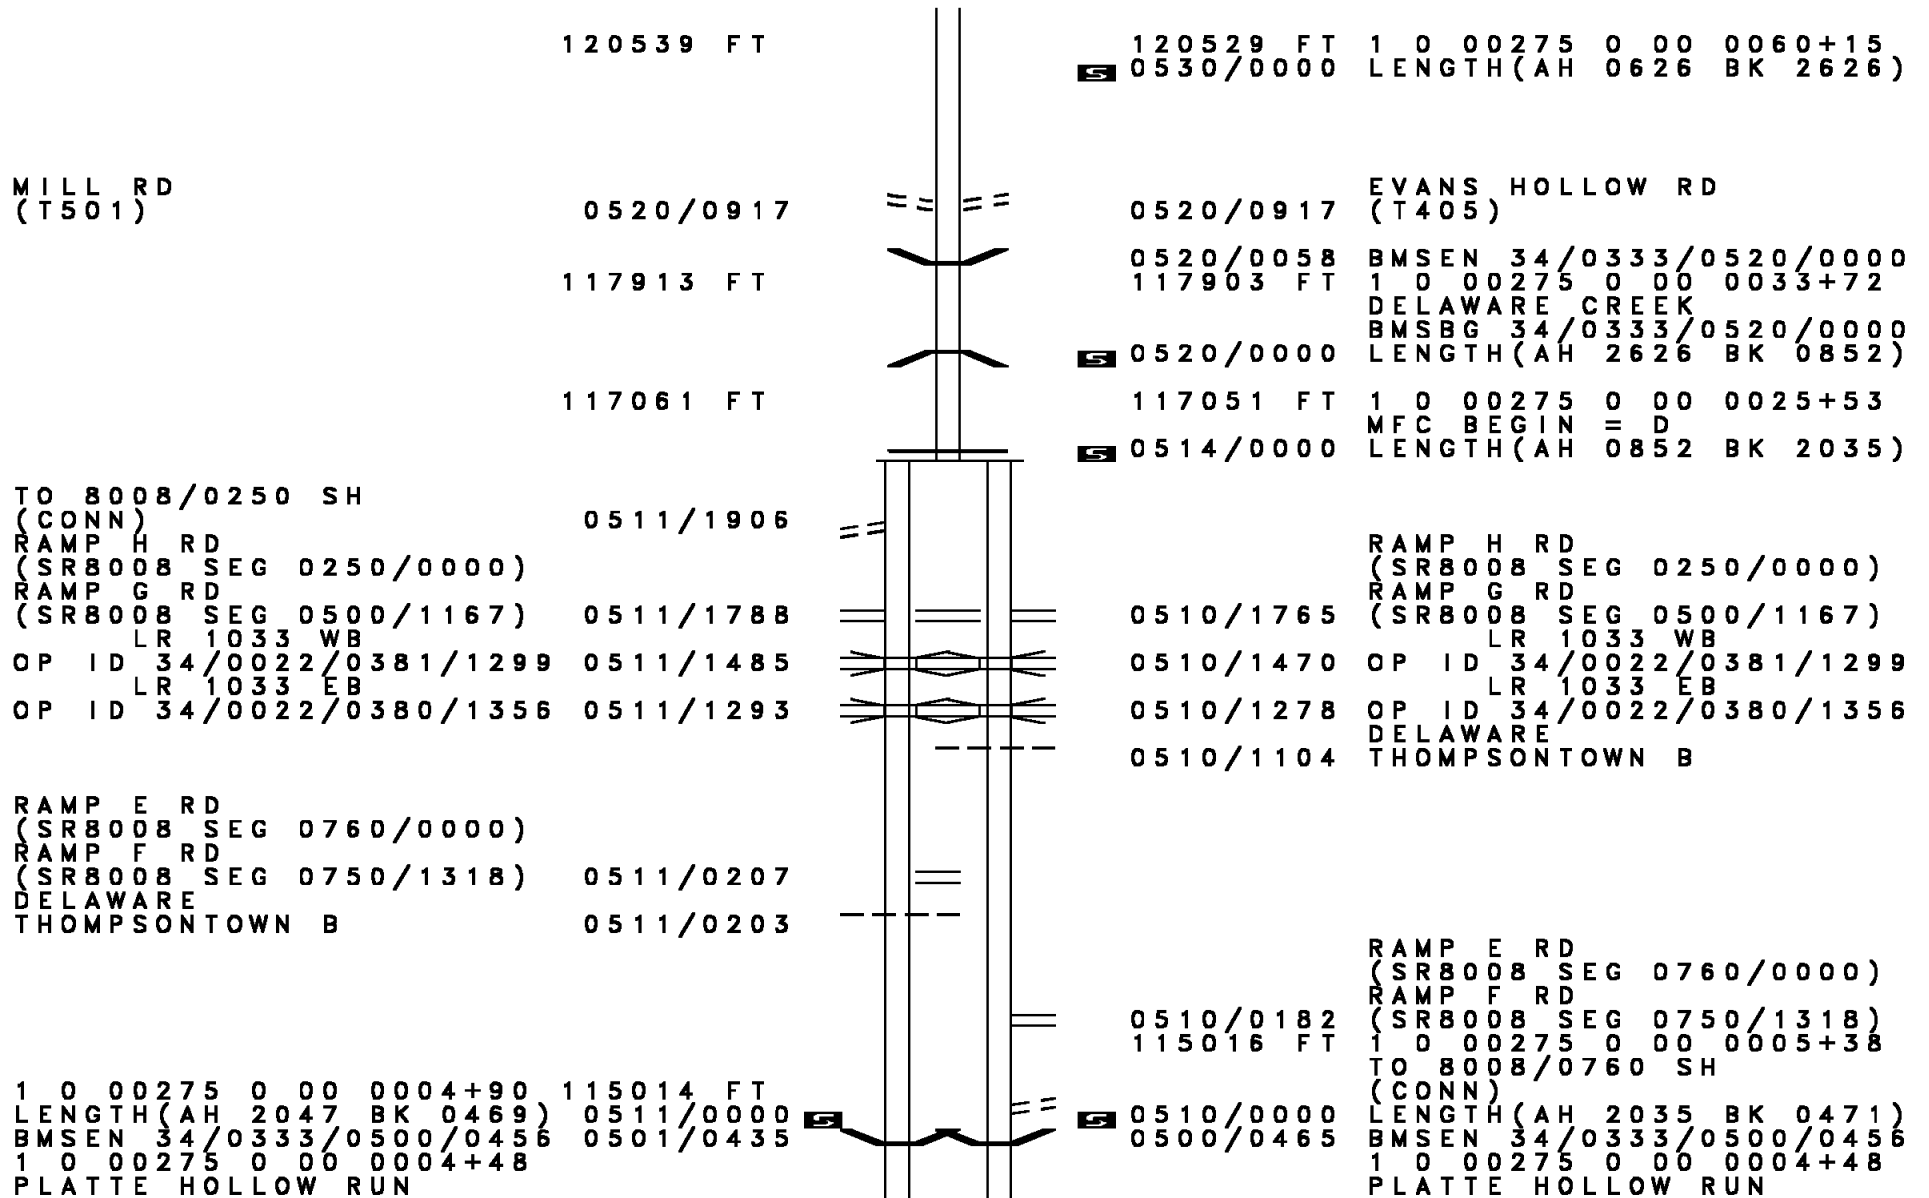 120539 FT 120529 FT 1 0 00275 0 00 0060+15
S 0530/0000 LENGTH(AH 0626 BK 2626)
MILL RD EVANS HOLLOW RD
(T501) 0520/0917 0520/0917 (T405)
0520/0058 BMSEN 34/0333/0520/0000
117913 FT 117903 FT 1 0 00275 0 00 0033+72
DELAWARE CREEK
BMSBG 34/0333/0520/0000
S 0520/0000 LENGTH(AH 2626 BK 0852)
117061 FT 117051 FT 1 0 00275 0 00 0025+53
MFC BEGIN = D
S 0514/0000 LENGTH(AH 0852 BK 2035)
TO 8008/0250 SH
(CONN) 0511/1906
RAMP H RD RAMP H RD
(SR8008 SEG 0250/0000) (SR8008 SEG 0250/0000)
RAMP G RD RAMP G RD
(SR8008 SEG 0500/1167) 0511/1788 0510/1765 (SR8008 SEG 0500/1167)
LR 1033 WB LR 1033 WB
OP ID 34/0022/0381/1299 0511/1485 0510/1470 OP ID 34/0022/0381/1299
LR 1033 EB LR 1033 EB
OP ID 34/0022/0380/1356 0511/1293 0510/1278 OP ID 34/0022/0380/1356
DELAWARE
0510/1104 THOMPSONTOWN B
RAMP E RD
(SR8008 SEG 0760/0000)
RAMP F RD
(SR8008 SEG 0750/1318) 0511/0207
DELAWARE
THOMPSONTOWN B 0511/0203
RAMP E RD
(SR8008 SEG 0760/0000)
RAMP F RD
0510/0182 (SR8008 SEG 0750/1318)
115016 FT 1 0 00275 0 00 0005+38
TO 8008/0760 SH
1 0 00275 0 00 0004+90 115014 FT (CONN)
LENGTH(AH 2047 BK 0469) 0511/0000 S S 0510/0000 LENGTH(AH 2035 BK 0471)
BMSEN 34/0333/0500/0456 0501/0435 0500/0465 BMSEN 34/0333/0500/0456
1 0 00275 0 00 0004+48 1 0 00275 0 00 0004+48
PLATTE HOLLOW RUN PLATTE HOLLOW RUN